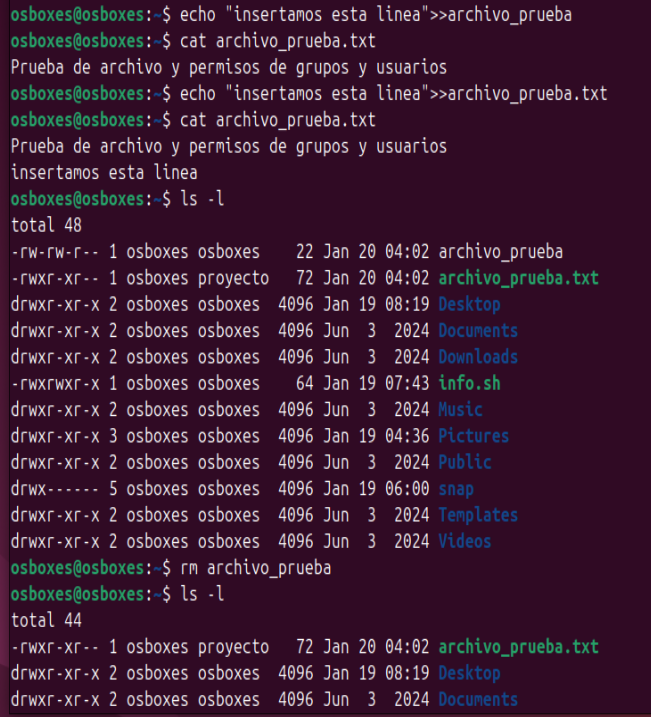 osboxes@osboxes:~$ echo "insertamos esta linea">>archivo_prueba
osboxes@osboxes:~$ cat archivo_prueba.txt
Prueba de archivo y permisos de grupos y usuarios
osboxes@osboxes:~$ echo "insertamos esta linea">>archivo_prueba.txt
osboxes@osboxes:~$ cat archivo_prueba.txt
Prueba de archivo y permisos de grupos y usuarios
insertamos esta linea
osboxes@osboxes:~$ ls -l
total 48
-rw-rw-r-- 1 osboxes osboxes   22 Jan 20 04:02 archivo_prueba
-rwxr-xr-- 1 osboxes proyecto   72 Jan 20 04:02 archivo_prueba.txt
drwxr-xr-x 2 osboxes osboxes  4096 Jan 19 08:19 Desktop
drwxr-xr-x 2 osboxes osboxes  4096 Jun  3  2024 Documents
drwxr-xr-x 2 osboxes osboxes  4096 Jun  3  2024 Downloads
-rwxrwxr-x 1 osboxes osboxes    64 Jan 19 07:43 info.sh
drwxr-xr-x 2 osboxes osboxes  4096 Jun  3  2024 Music
drwxr-xr-x 3 osboxes osboxes  4096 Jan 19 04:36 Pictures
drwxr-xr-x 2 osboxes osboxes  4096 Jun  3  2024 Public
drwx------ 5 osboxes osboxes  4096 Jan 19 06:00 snap
drwxr-xr-x 2 osboxes osboxes  4096 Jun  3  2024 Templates
drwxr-xr-x 2 osboxes osboxes  4096 Jun  3  2024 Videos
osboxes@osboxes:~$ rm archivo_prueba
osboxes@osboxes:~$ ls -l
total 44
-rwxr-xr-- 1 osboxes proyecto   72 Jan 20 04:02 archivo_prueba.txt
drwxr-xr-x 2 osboxes osboxes  4096 Jan 19 08:19 Desktop
drwxr-xr-x 2 osboxes osboxes  4096 Jun  3  2024 Documents